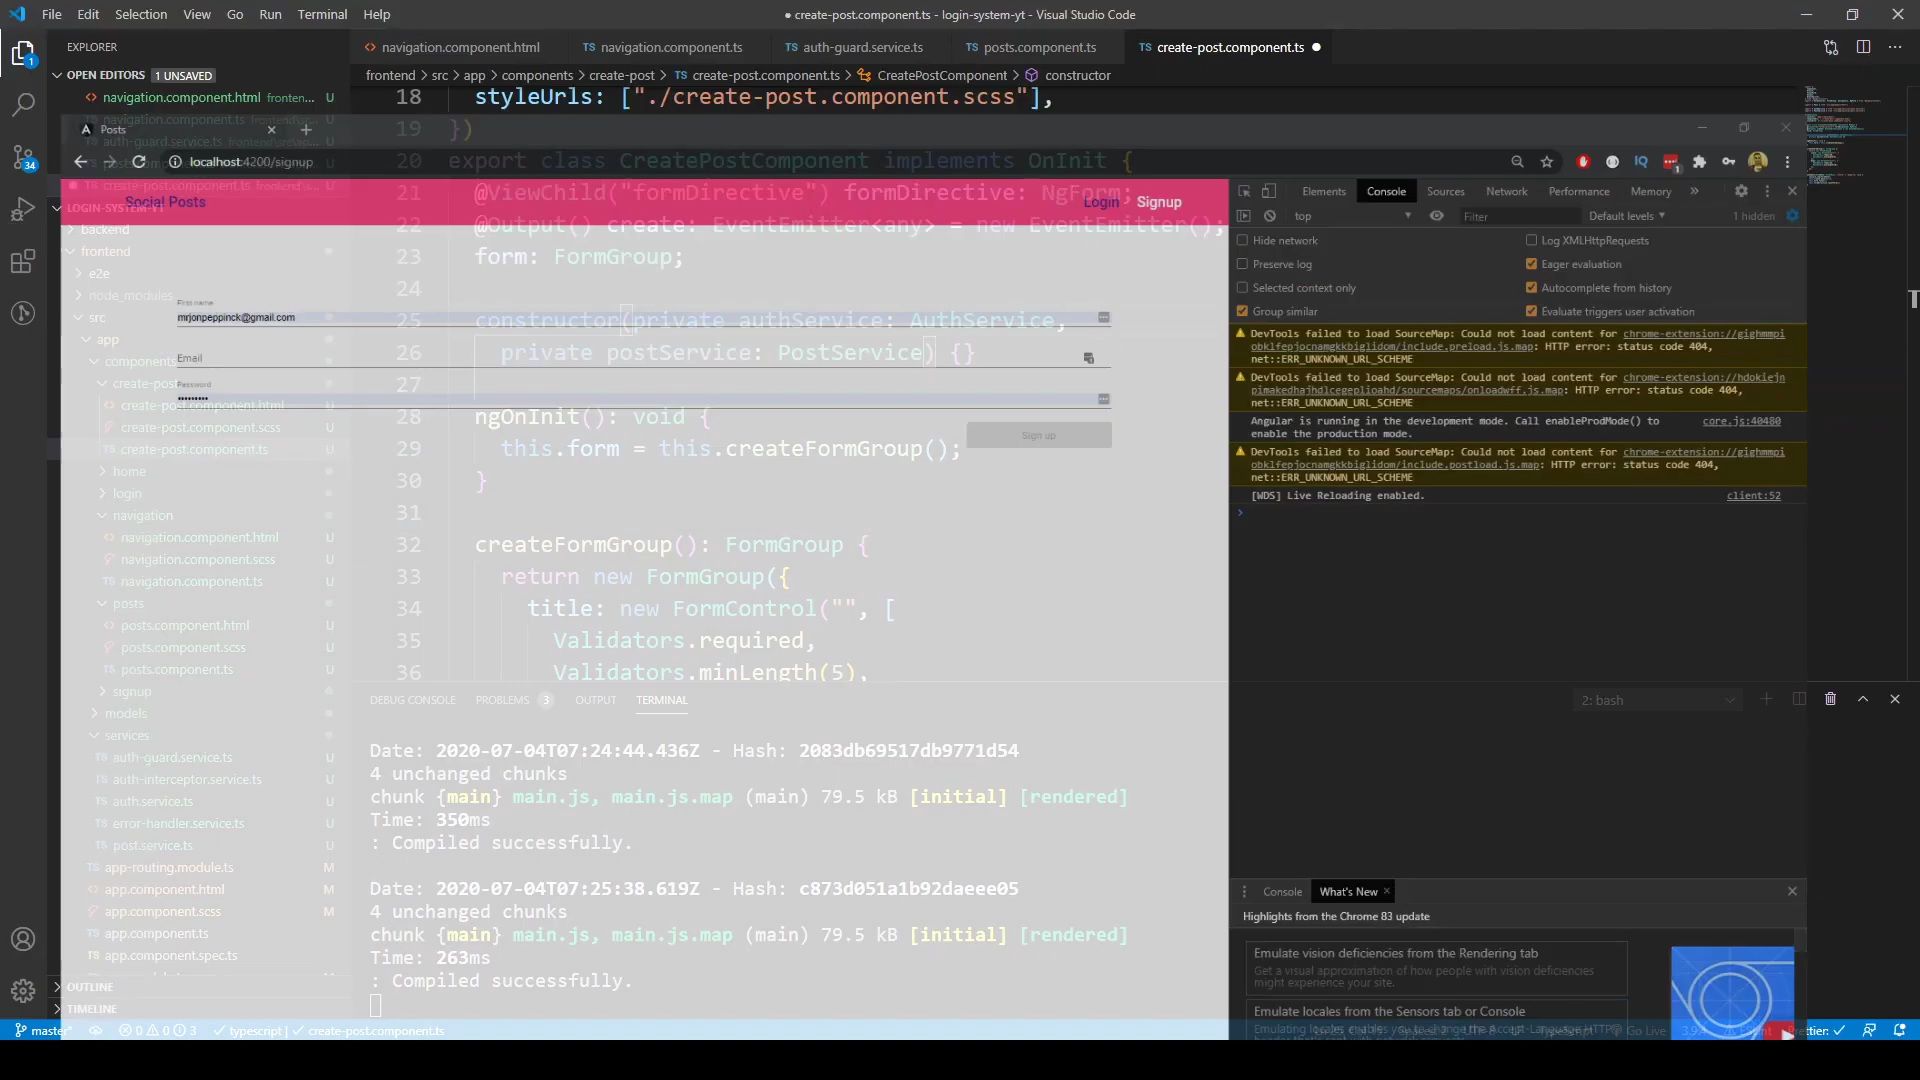 File Edit Selection View Go Run Terminal Help
● create-post.component.ts - login-system-yt - Visual Studio Code
EXPLORER
navigation.component.html
TS navigation.component.ts
TS auth-guard.service.ts
TS posts.component.ts
TS create-post.component.ts
OPEN EDITORS 1 UNSAVED
frontend > src > app > components > create-post > TS create-post.component.ts > CreatePostComponent > constructor
navigation.component.html fronten... U
navigation.component.ts
auth-guard.service.ts
create-post.component.ts
LOGIN-SYSTEM-YT
backend
frontend
e2e
node_modules
src
app
components
create-post
create-post.component.html U
create-post.component.scss U
TS create-post.component.ts U
home
login
navigation
navigation.component.html U
navigation.component.scss U
TS navigation.component.ts U
posts
posts.component.html U
posts.component.scss U
TS posts.component.ts U
signup
models
services
TS auth-guard.service.ts U
TS auth-interceptor.service.ts U
TS auth.service.ts U
TS error-handler.service.ts U
TS post.service.ts U
TS app-routing.module.ts M
app.component.html M
app.component.scss M
TS app.component.ts
TS app.component.spec.ts
OUTLINE
TIMELINE
18 styleUrls: ["./create-post.component.scss"],
19 })
20 export class CreatePostComponent implements OnInit {
21 @ViewChild("formDirective") formDirective: NgForm;
22 @Output() create: EventEmitter<any> = new EventEmitter();
23 form: FormGroup;
24
25 constructor(private authService: AuthService,
26 private postService: PostService) {}
27
28 ngOnInit(): void {
29 this.form = this.createFormGroup();
30 }
31
32 createFormGroup(): FormGroup {
33 return new FormGroup({
34 title: new FormControl("", [
35 Validators.required,
36 Validators.minLength(5),
Posts
localhost:4200/signup
Social Posts
Login Signup
First name
mrjonpeppinck@gmail.com
Email
Password
•••••••••
Sign up
Elements Console Sources Network Performance Memory »
top Filter Default levels 1 hidden
Hide network Log XMLHttpRequests
Preserve log Eager evaluation
Selected context only Autocomplete from history
Group similar Evaluate triggers user activation
DevTools failed to load SourceMap: Could not load content for chrome-extension://gighmmpi
obklfepjocnamgkkbiglidom/include.preload.js.map: HTTP error: status code 404,
net::ERR_UNKNOWN_URL_SCHEME
DevTools failed to load SourceMap: Could not load content for chrome-extension://hdokiejn
pimakedhajhdlcegeplioahd/sourcemaps/onloadwff.js.map: HTTP error: status code 404,
net::ERR_UNKNOWN_URL_SCHEME
Angular is running in the development mode. Call enableProdMode() to core.js:40480
enable the production mode.
DevTools failed to load SourceMap: Could not load content for chrome-extension://gighmmpi
obklfepjocnamgkkbiglidom/include.postload.js.map: HTTP error: status code 404,
net::ERR_UNKNOWN_URL_SCHEME
[WDS] Live Reloading enabled. client:52
DEBUG CONSOLE PROBLEMS 3 OUTPUT TERMINAL
2: bash
Date: 2020-07-04T07:24:44.436Z - Hash: 2083db69517db9771d54
4 unchanged chunks
chunk {main} main.js, main.js.map (main) 79.5 kB [initial] [rendered]
Time: 350ms
: Compiled successfully.
Date: 2020-07-04T07:25:38.619Z - Hash: c873d051a1b92daeee05
4 unchanged chunks
chunk {main} main.js, main.js.map (main) 79.5 kB [initial] [rendered]
Time: 263ms
: Compiled successfully.
Console What's New
Highlights from the Chrome 83 update
Emulate vision deficiencies from the Rendering tab
Get a visual approximation of how people with vision deficiencies
might experience your site.
Emulate locales from the Sensors tab or Console
Emulating locales enables you to change the Accept-Language HTTP
master* 0 0 3 typescript | create-post.component.ts
Go Live